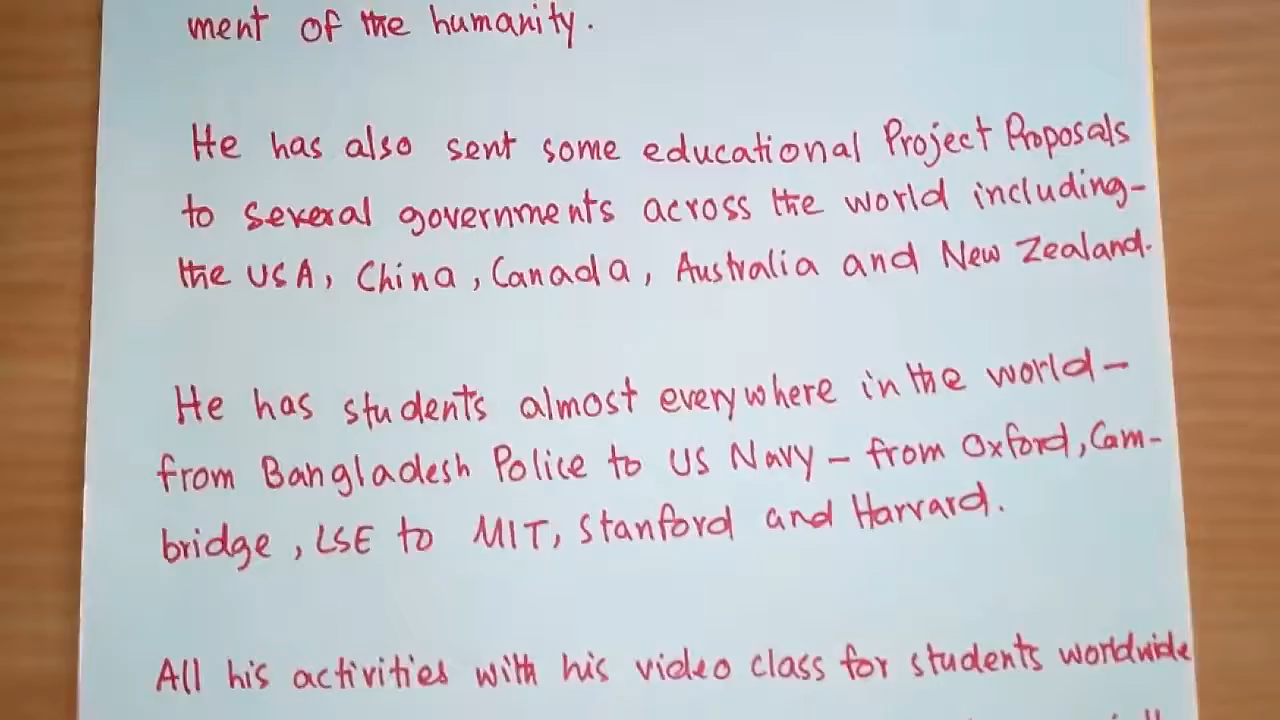 ment of the humanity.
He has also sent some educational Project Proposals
to several governments across the world including-
the USA, China, Canada, Australia and New Zealand.
He has students almost everywhere in the world-
from Bangladesh Police to US Navy - from Oxford, Cam-
bridge, LSE to MIT, Stanford and Harvard.
All his activities with his video class for students worldwide